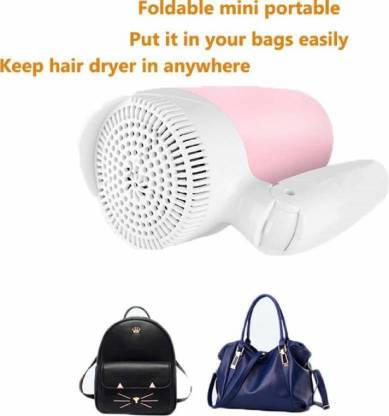 Foldable mini portable
Put it in your bags easily
Keep hair dryer in anywhere